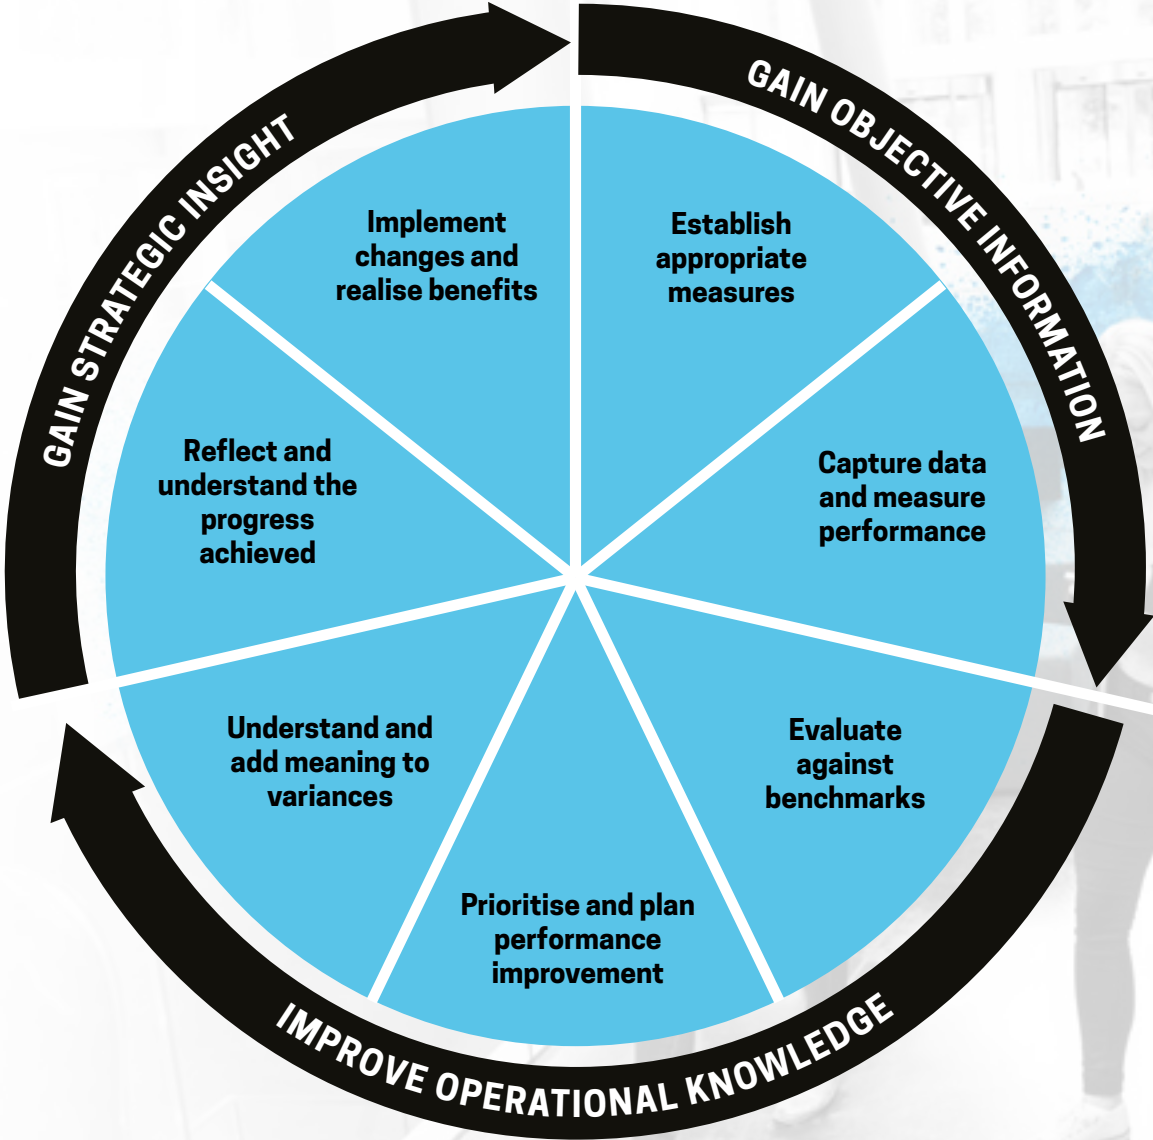 GAIN OBJECTIVE INFORMATION
Establish
appropriate
measures
Capture data
and measure
performance
IMPROVE OPERATIONAL KNOWLEDGE
Evaluate
against
benchmarks
Prioritise and plan
performance
improvement
Understand and
add meaning to
variances
GAIN STRATEGIC INSIGHT
Reflect and
understand the
progress
achieved
Implement
changes and
realise benefits